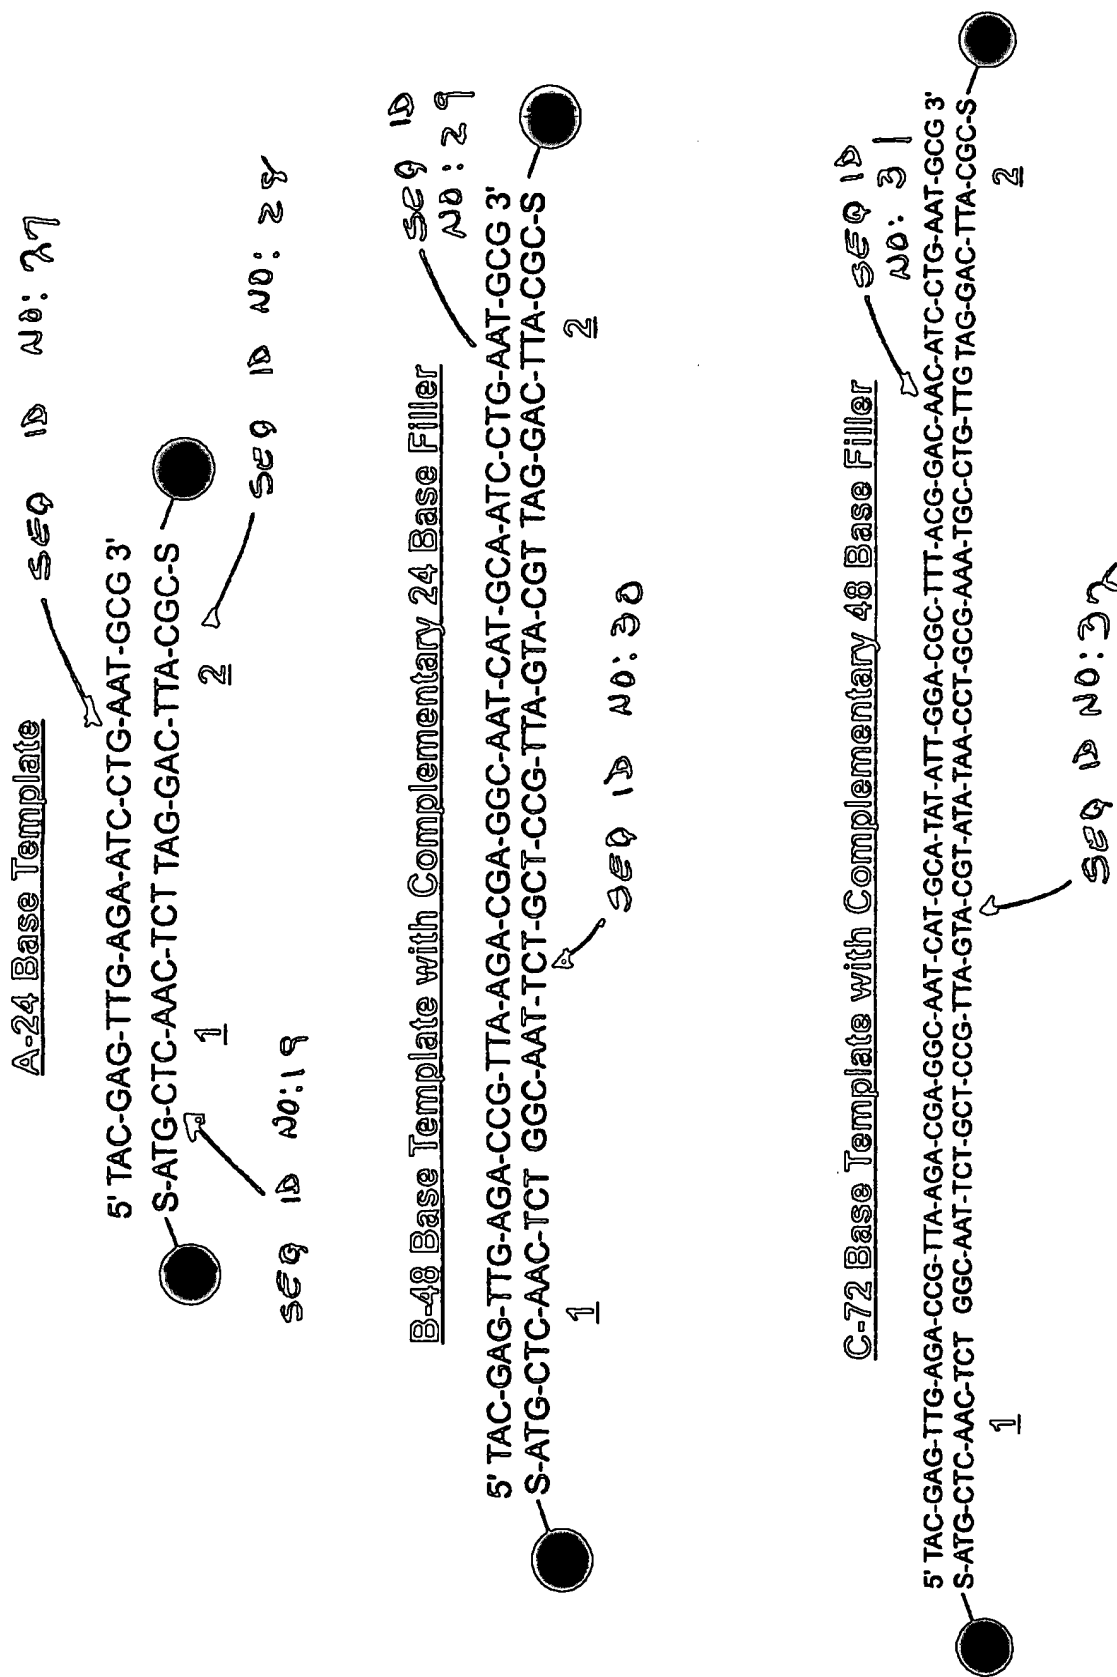 A-24 Base Template
SEQ ID NO: 27
5' TAC-GAG-TTG-AGA-ATC-CTG-AAT-GCG 3'
S-ATG-CTC-AAC-TCT TAG-GAC-TTA-CGC-S
1
2
SEQ ID NO: 19
SEQ ID NO: 28
B-48 Base Template with Complementary 24 Base Filler
SEQ ID
NO: 29
5' TAC-GAG-TTG-AGA-CCG-TTA-AGA-CGA-GGC-AAT-CAT-GCA-ATC-CTG-AAT-GCG 3'
S-ATG-CTC-AAC-TCT GGC-AAT-TCT-GCT-CCG-TTA-GTA-CGT TAG-GAC-TTA-CGC-S
1
2
SEQ ID NO: 30
C-72 Base Template with Complementary 48 Base Filler
SEQ ID
NO: 31
5' TAC-GAG-TTG-AGA-CCG-TTA-AGA-CGA-GGC-AAT-CAT-GCA-TAT-ATT-GGA-CGC-TTT-ACG-GAC-AAC-ATC-CTG-AAT-GCG 3'
S-ATG-CTC-AAC-TCT GGC-AAT-TCT-GCT-CCG-TTA-GTA-CGT-ATA-TAA-CCT-GCG-AAA-TGC-CTG-TTG TAG-GAC-TTA-CGC-S
1
2
SEQ ID NO: 32